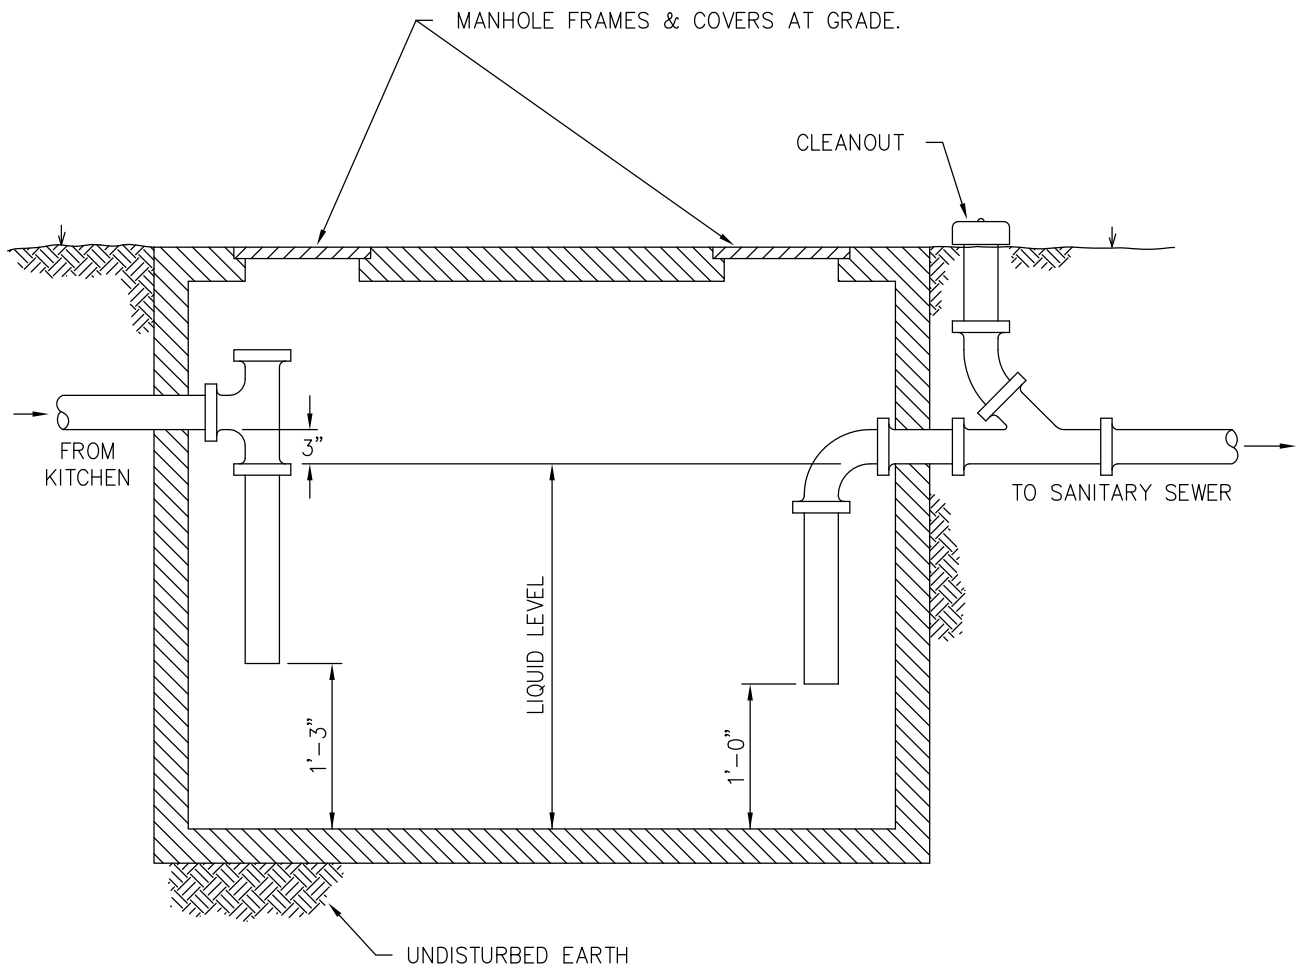 MANHOLE FRAMES & COVERS AT GRADE.
CLEANOUT
FROM
KITCHEN
3"
TO SANITARY SEWER
LIQUID LEVEL
1'-3"
1'-0"
UNDISTURBED EARTH